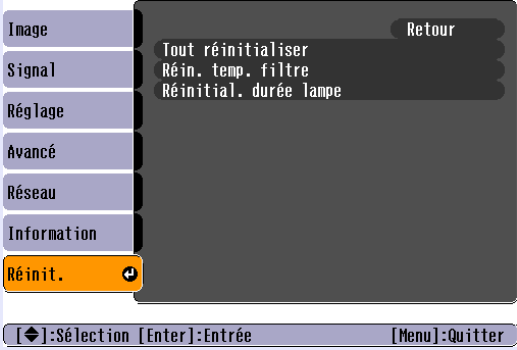 Image
Signal
Réglage
Avancé
Réseau
Information
Réinit.
Retour
Tout réinitialiser
Réin. temp. filtre
Réinitial. durée lampe
[◆]:Sélection [Enter]:Entrée [Menu]:Quitter